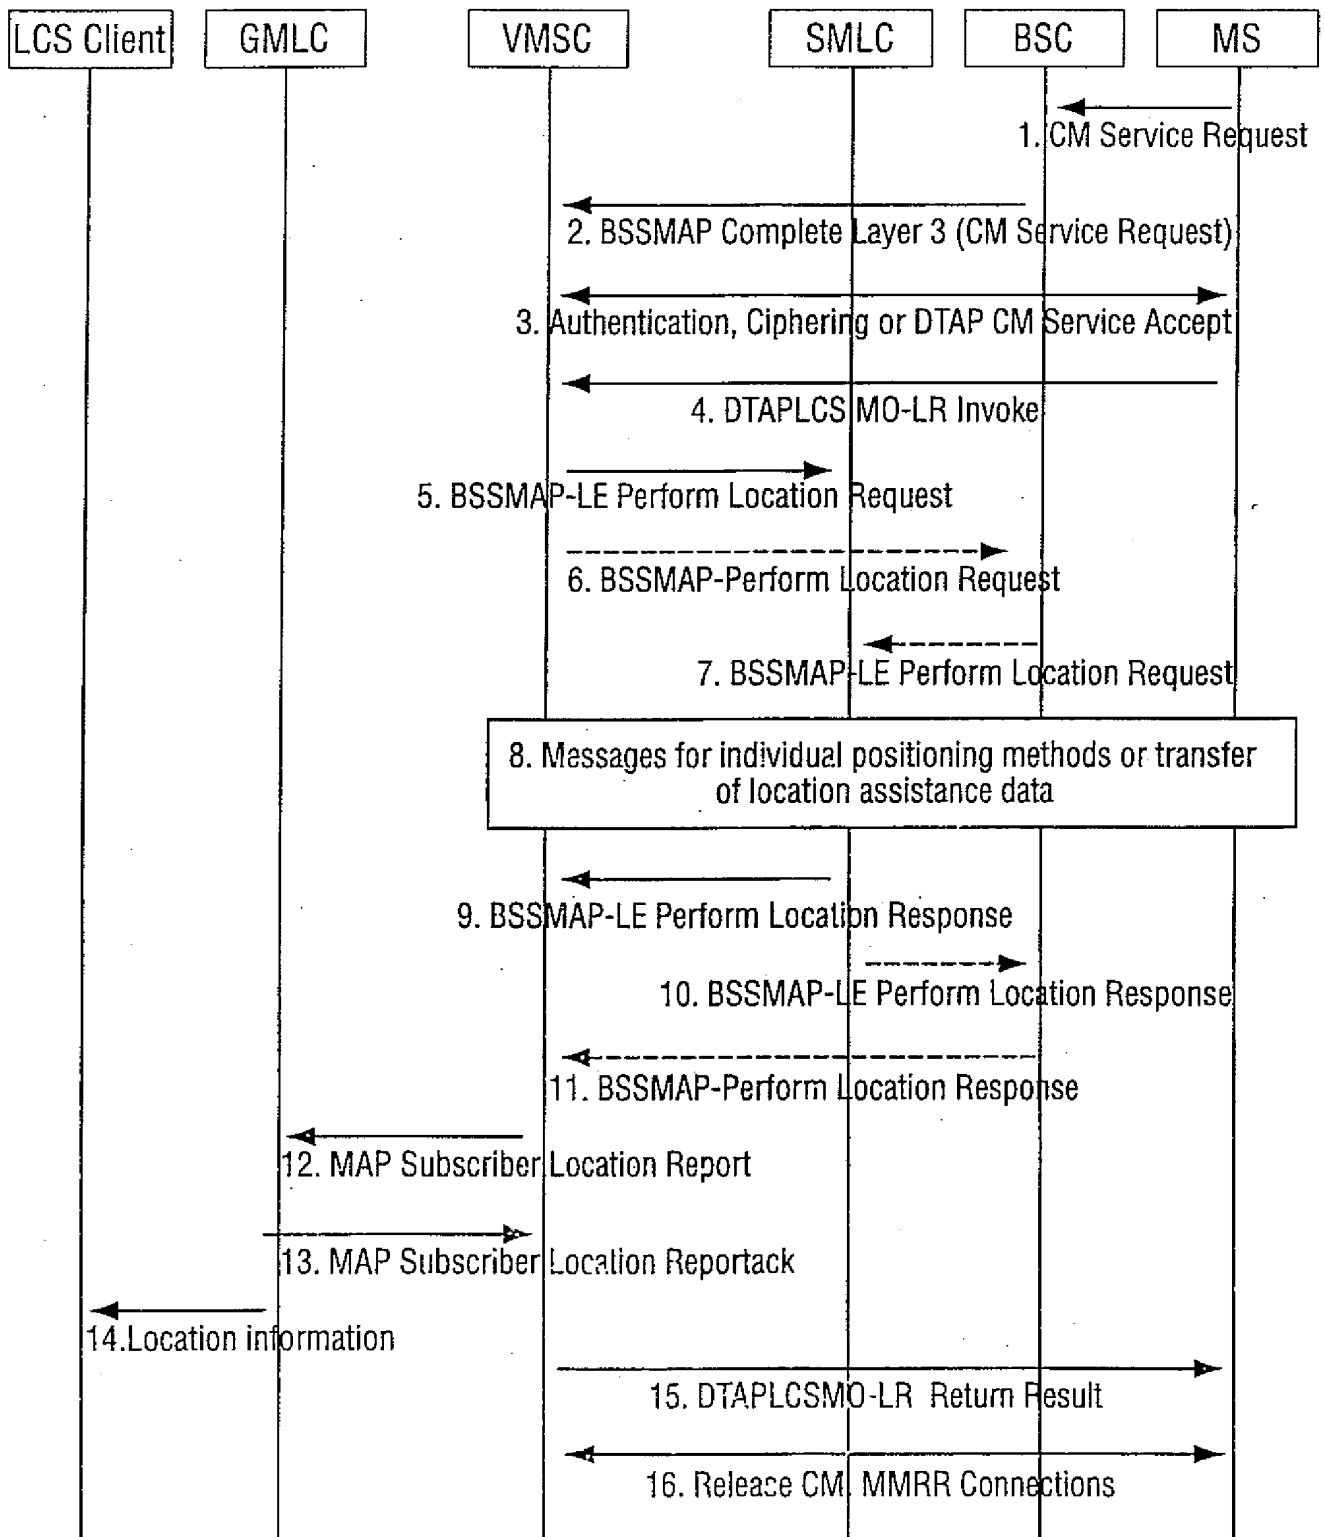 LCS Client
GMLC
VMSC
SMLC
BSC
MS
1. CM Service Request
2. BSSMAP Complete Layer 3 (CM Service Request)
3. Authentication, Ciphering or DTAP CM Service Accept
4. DTAPLCS MO-LR Invoke
5. BSSMAP-LE Perform Location Request
6. BSSMAP-Perform Location Request
7. BSSMAP-LE Perform Location Request
8. Messages for individual positioning methods or transfer
of location assistance data
9. BSSMAP-LE Perform Location Response
10. BSSMAP-LE Perform Location Response
11. BSSMAP-Perform Location Response
12. MAP Subscriber Location Report
13. MAP Subscriber Location Reportack
14.Location information
15. DTAPLCSMO-LR Return Result
16. Release CM, MMRR Connections